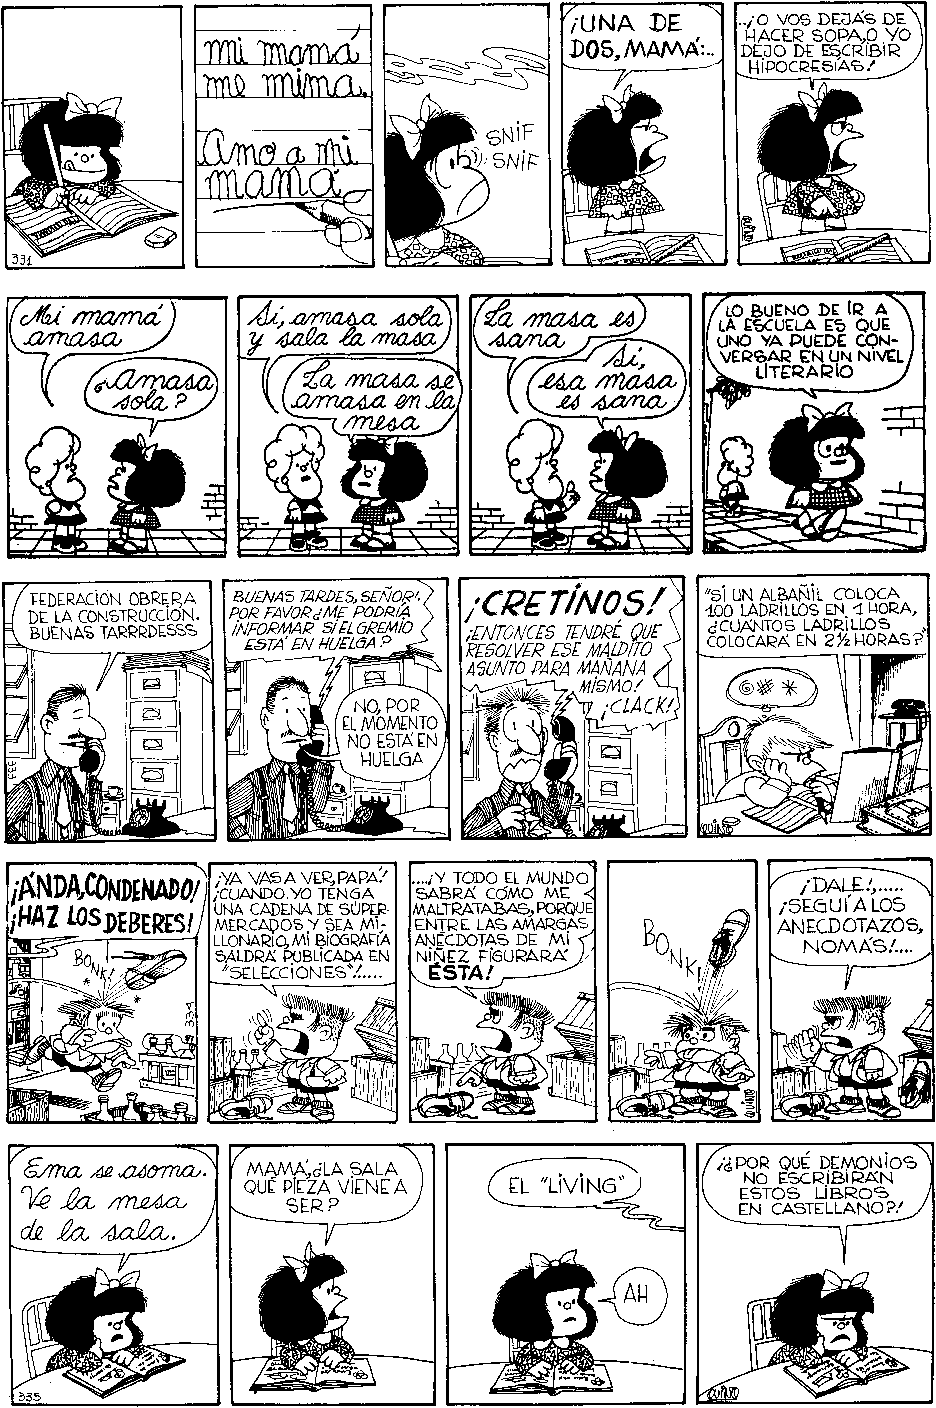 mi mamá
me mima.
Amo a mi
mamá
SNIF
SNIF
¡UNA DE
DOS, MAMÁ:..
...¡O VOS DEJÁS DE
HACER SOPA, O YO
DEJO DE ESCRIBIR
HIPOCRESIAS!
331
QUINO
Mi mamá
amasa
¿Amasa
sola?
Sí, amasa sola
y sala la masa
La masa se
amasa en la
mesa
La masa es
sana
Sí,
esa masa
es sana
LO BUENO DE IR A
LA ESCUELA ES QUE
UNO YA PUEDE CON-
VERSAR EN UN NIVEL
LITERARIO
FEDERACIÓN OBRERA
DE LA CONSTRUCCIÓN.
BUENAS TARRRDESSS
333
BUENAS TARDES, SEÑOR!.
POR FAVOR ¿ME PODRÍA
INFORMAR SI EL GREMIO
ESTÁ EN HUELGA?
NO, POR
EL MOMENTO
NO ESTÁ EN
HUELGA
¡CRETINOS!
¡ENTONCES TENDRÉ QUE
RESOLVER ESE MALDITO
ASUNTO PARA MAÑANA
MISMO!
¡CLACK!
"SI UN ALBAÑIL COLOCA
100 LADRILLOS EN 1 HORA,
¿CUANTOS LADRILLOS
COLOCARÁ EN 2½ HORAS?"
QUINO
¡ANDA, CONDENADO!
¡HAZ LOS DEBERES!
BONK!
334
¡YA VAS A VER, PAPÁ!
¡CUANDO YO TENGA
UNA CADENA DE SUPER-
MERCADOS Y SEA MI-
LLONARIO, MI BIOGRAFÍA
SALDRÁ PUBLICADA EN
"SELECCIONES"!.....
....¡Y TODO EL MUNDO
SABRÁ CÓMO ME
MALTRATABAS, PORQUE
ENTRE LAS AMARGAS
ANÉCDOTAS DE MI
NIÑEZ FIGURARÁ
ÉSTA!
BONK!
QUINO
¡DALE!,.....
¡SEGUÍ A LOS
ANECDOTAZOS,
NOMÁS!....
Ema se asoma.
Ve la mesa
de la sala.
335
MAMÁ, ¿LA SALA
QUÉ PIEZA VIENE A
SER?
EL "LIVING"
AH
¡¿POR QUÉ DEMONIOS
NO ESCRIBIRÁN
ESTOS LIBROS
EN CASTELLANO?!
QUINO